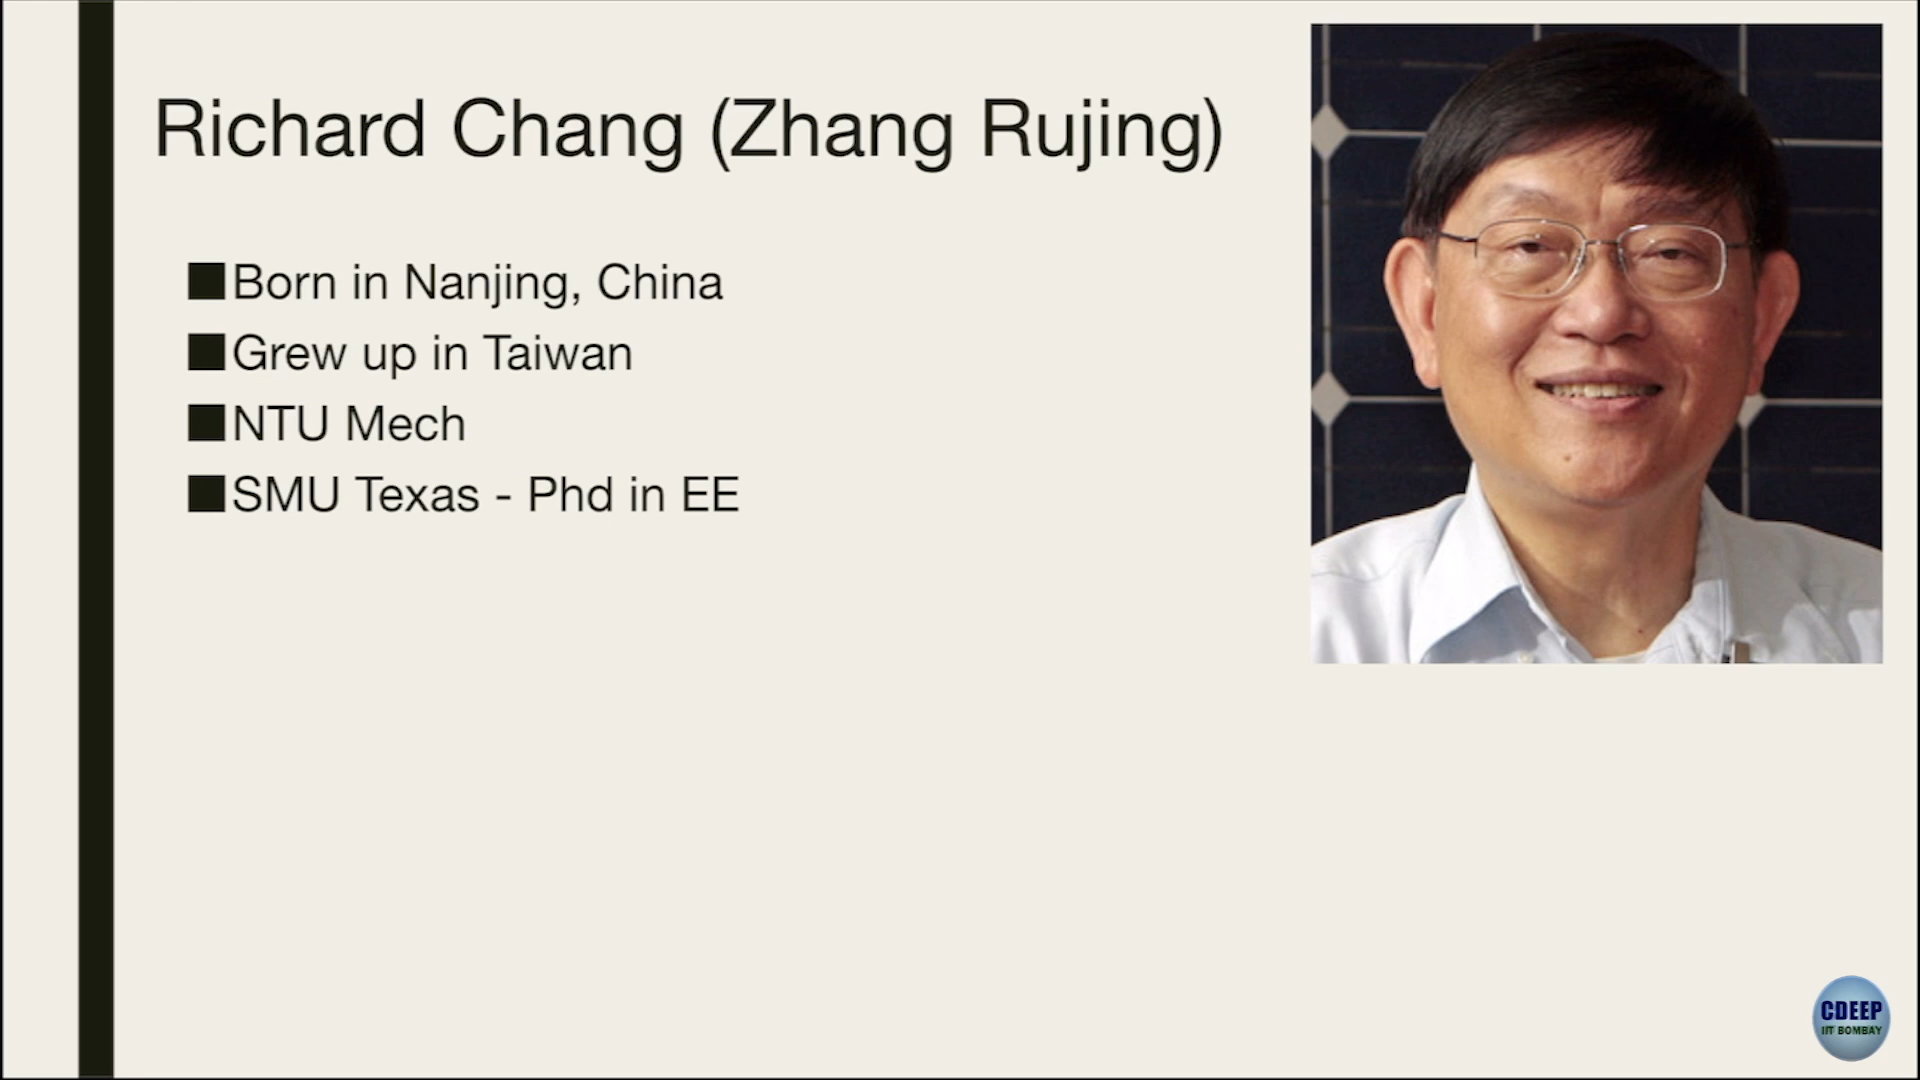 Richard Chang (Zhang Rujing)
Born in Nanjing, China
Grew up in Taiwan
NTU Mech
SMU Texas - Phd in EE
CDEEP
IIT BOMBAY